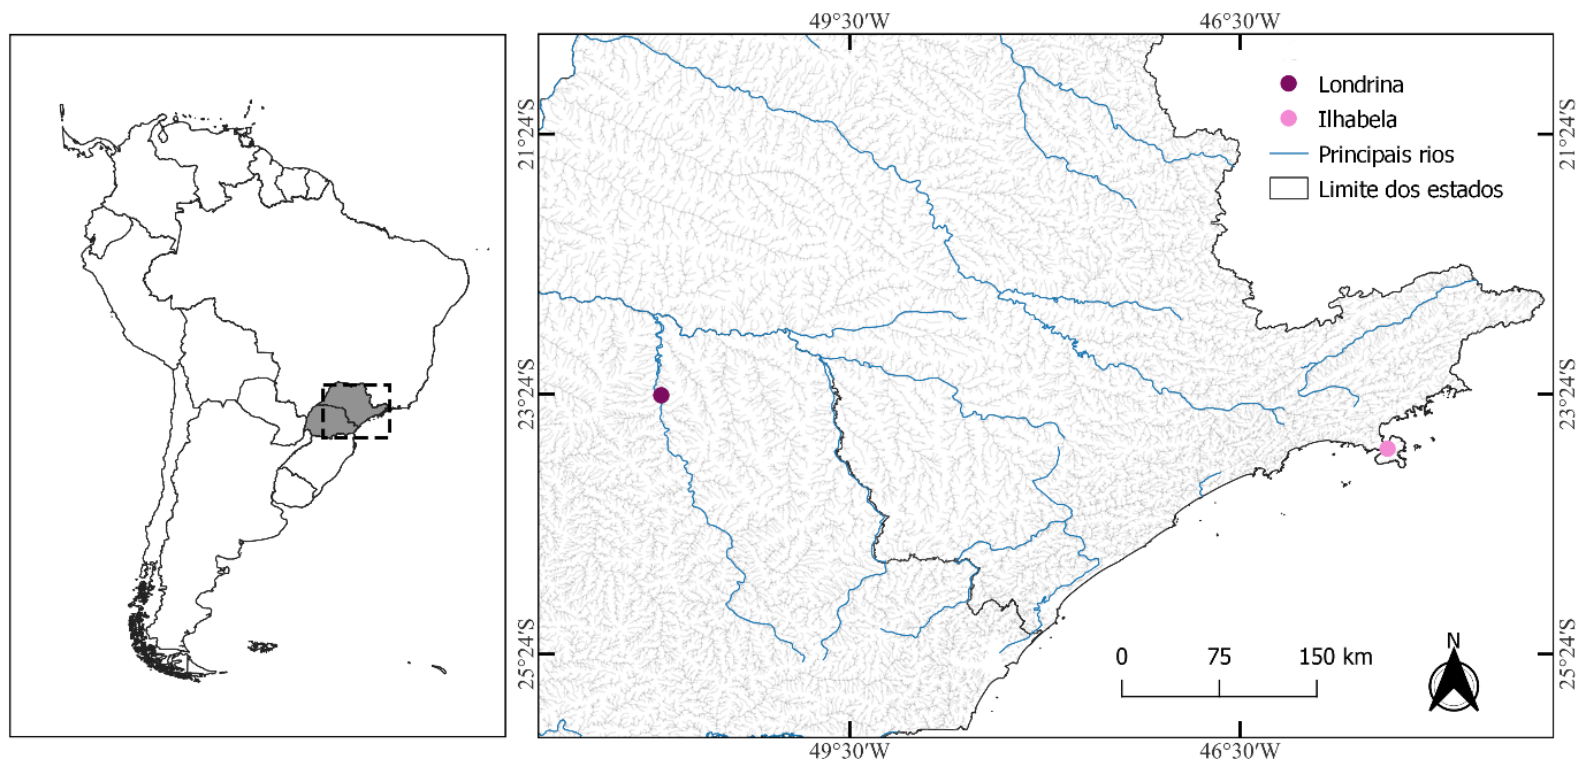 49°30′W 46°30′W
Londrina
Ilhabela
Principais rios
Limite dos estados
21°24′S 21°24′S
23°24′S 23°24′S
25°24′S 25°24′S
0 75 150 km
N
49°30′W 46°30′W